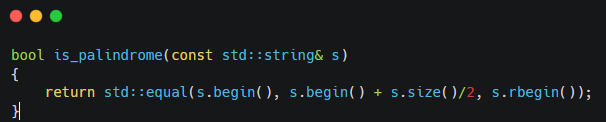 bool is_palindrome(const std::string& s)
{
    return std::equal(s.begin(), s.begin() + s.size()/2, s.rbegin());
}